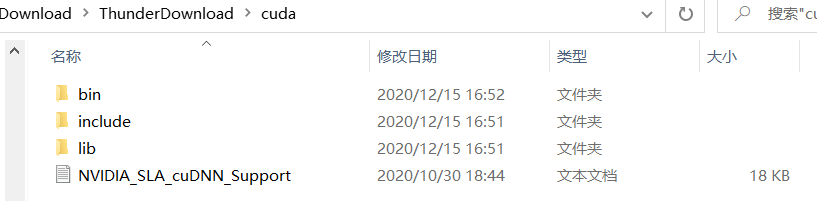 Download > ThunderDownload > cuda 搜索"cu
名称 修改日期 类型 大小
bin 2020/12/15 16:52 文件夹
include 2020/12/15 16:51 文件夹
lib 2020/12/15 16:51 文件夹
NVIDIA_SLA_cuDNN_Support 2020/10/30 18:44 文本文档 18 KB